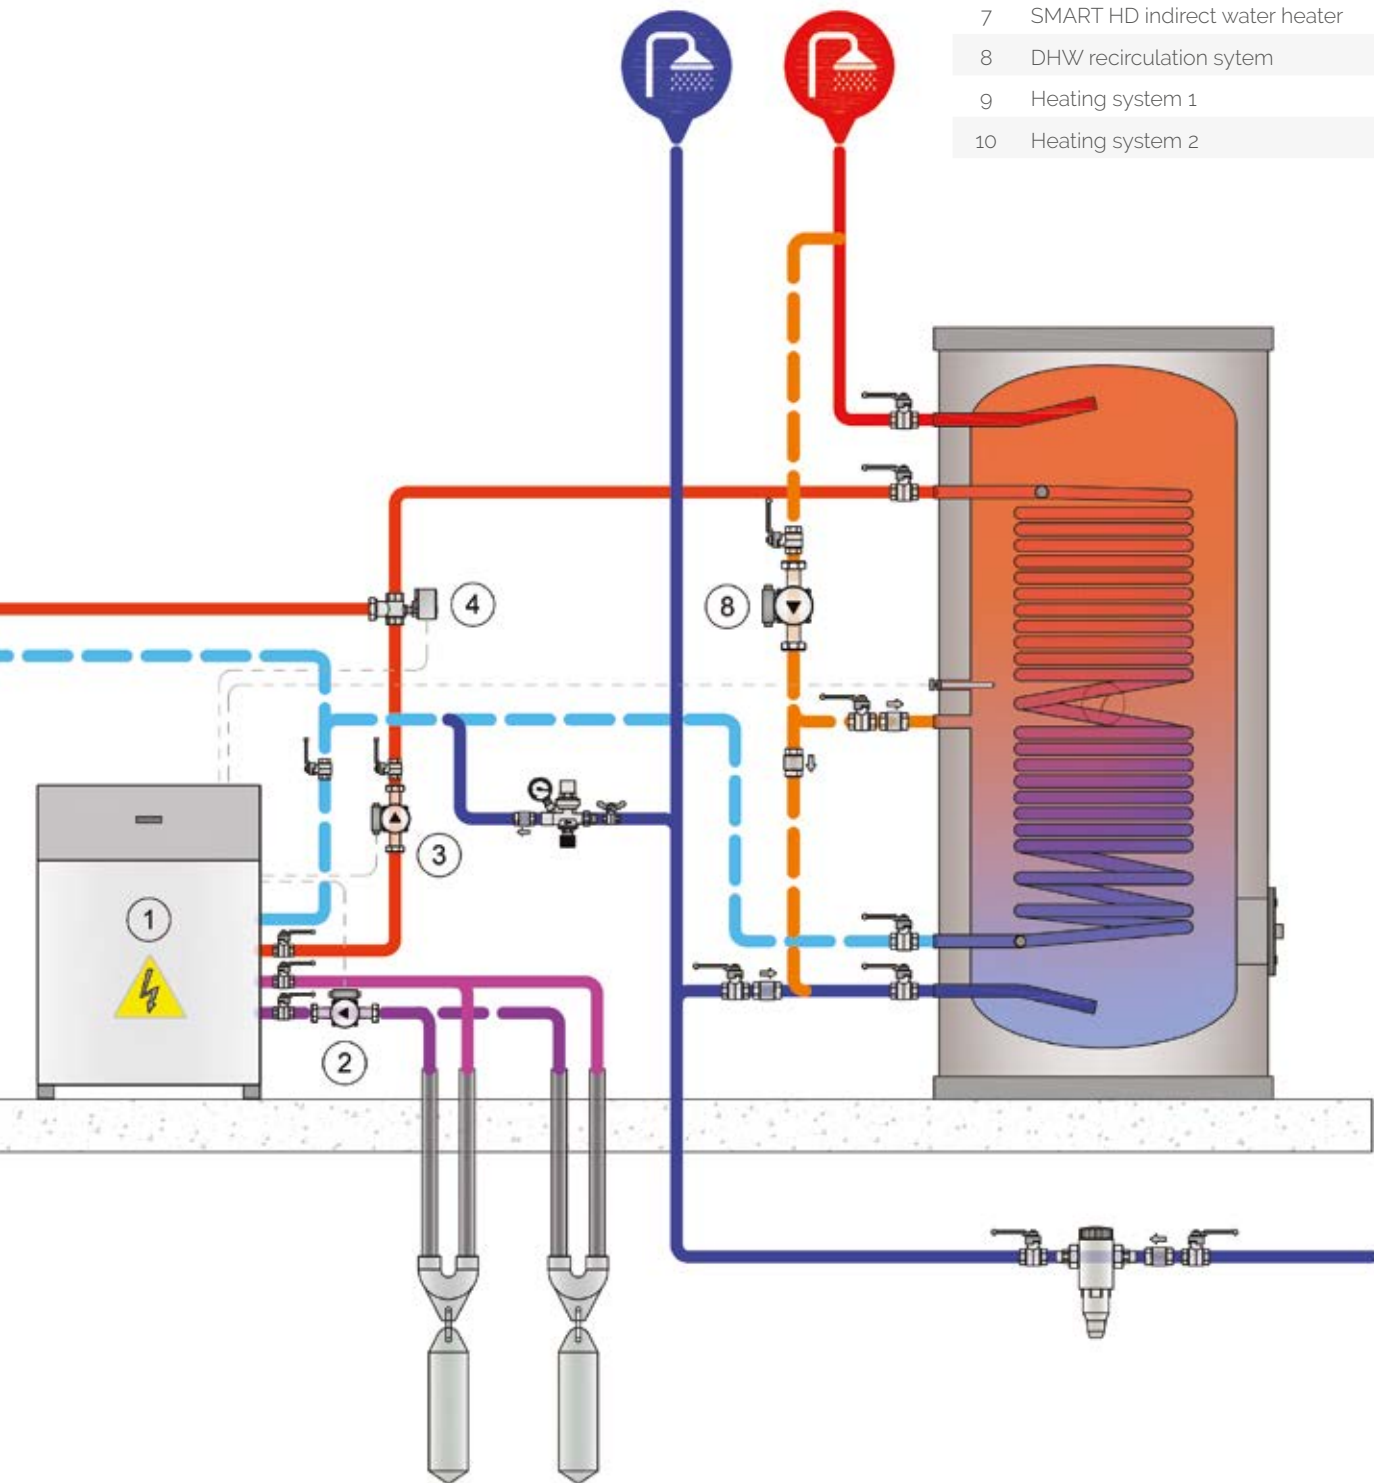 7 SMART HD indirect water heater
8 DHW recirculation sytem
9 Heating system 1
10 Heating system 2
4
8
7
3
1
2